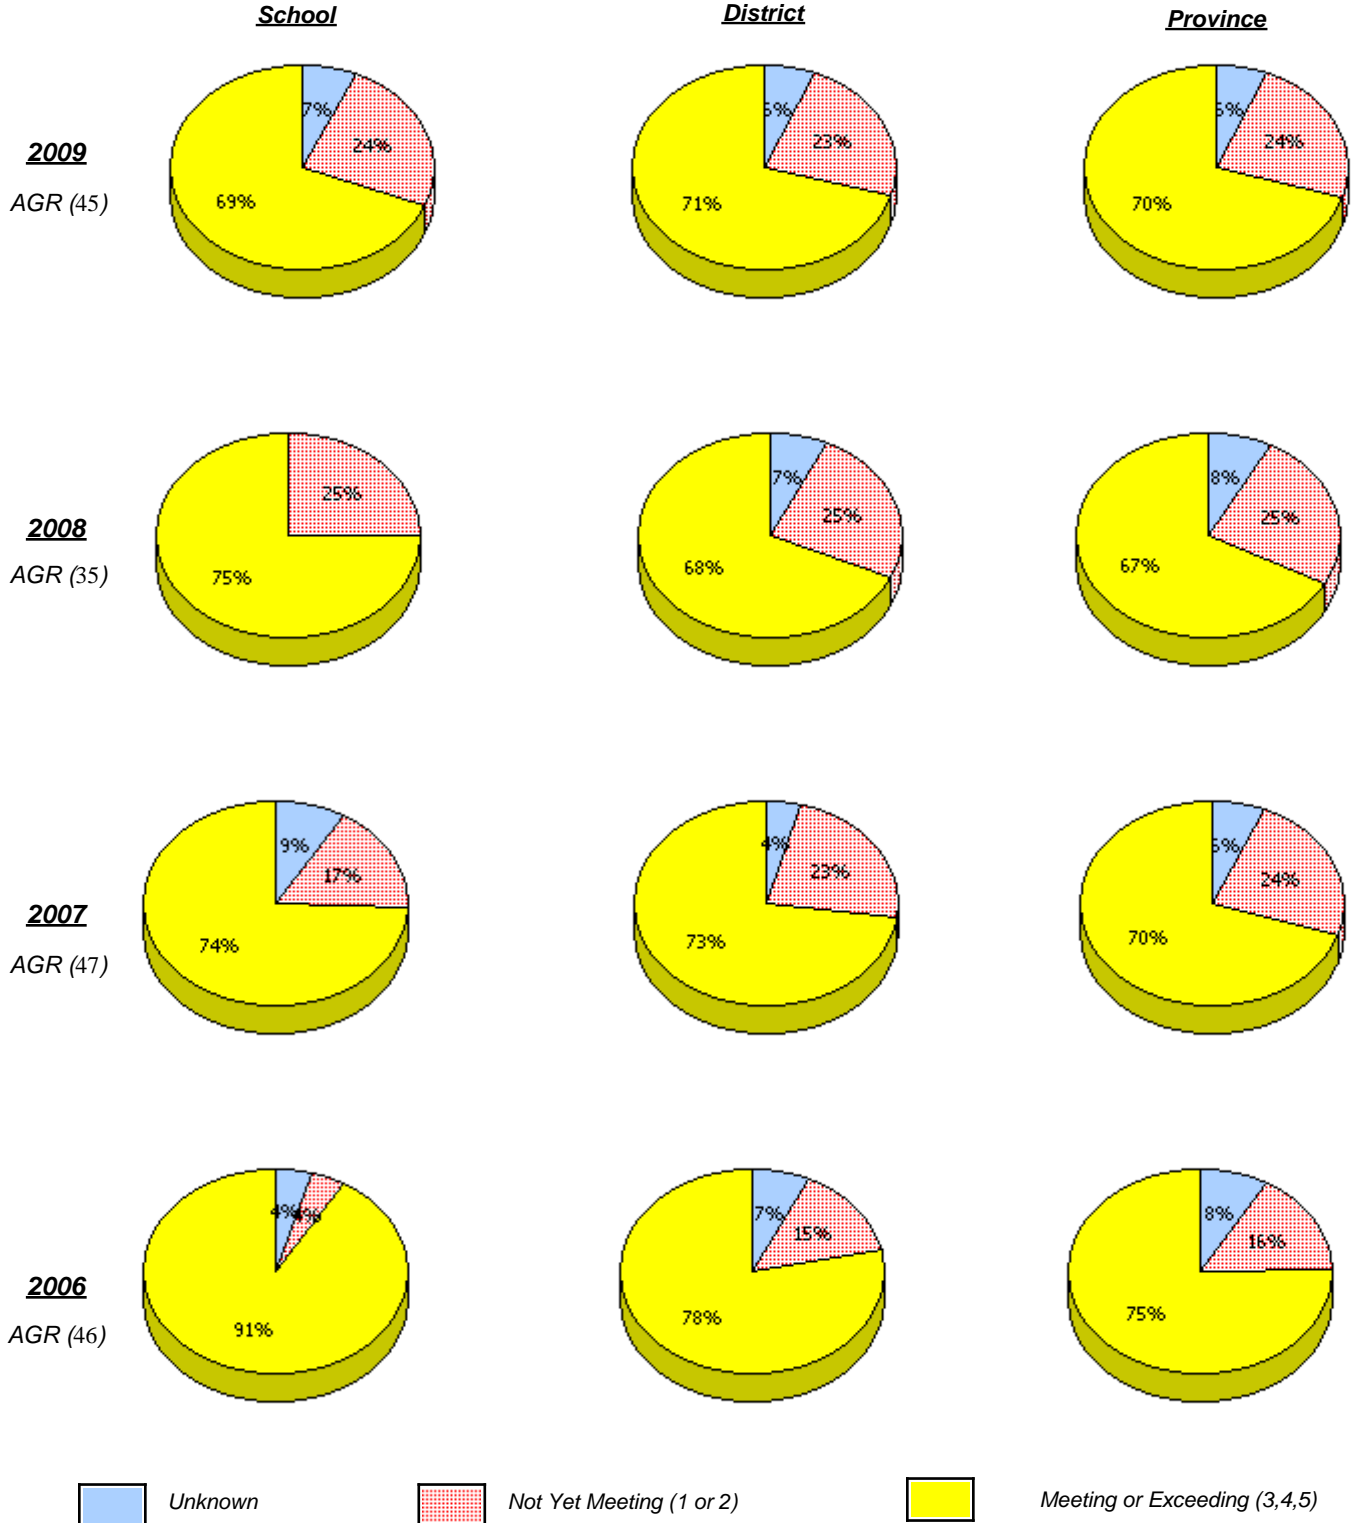 School District Province
7% 24% 69%
23% 71%
24% 70%
2009
AGR (45)
25% 75%
7% 25% 68%
8% 25% 67%
2008
AGR (35)
9% 17% 74%
4% 23% 73%
24% 70%
2007
AGR (47)
4% 4% 91%
7% 15% 78%
8% 16% 75%
2006
AGR (46)
Unknown Not Yet Meeting (1 or 2) Meeting or Exceeding (3,4,5)